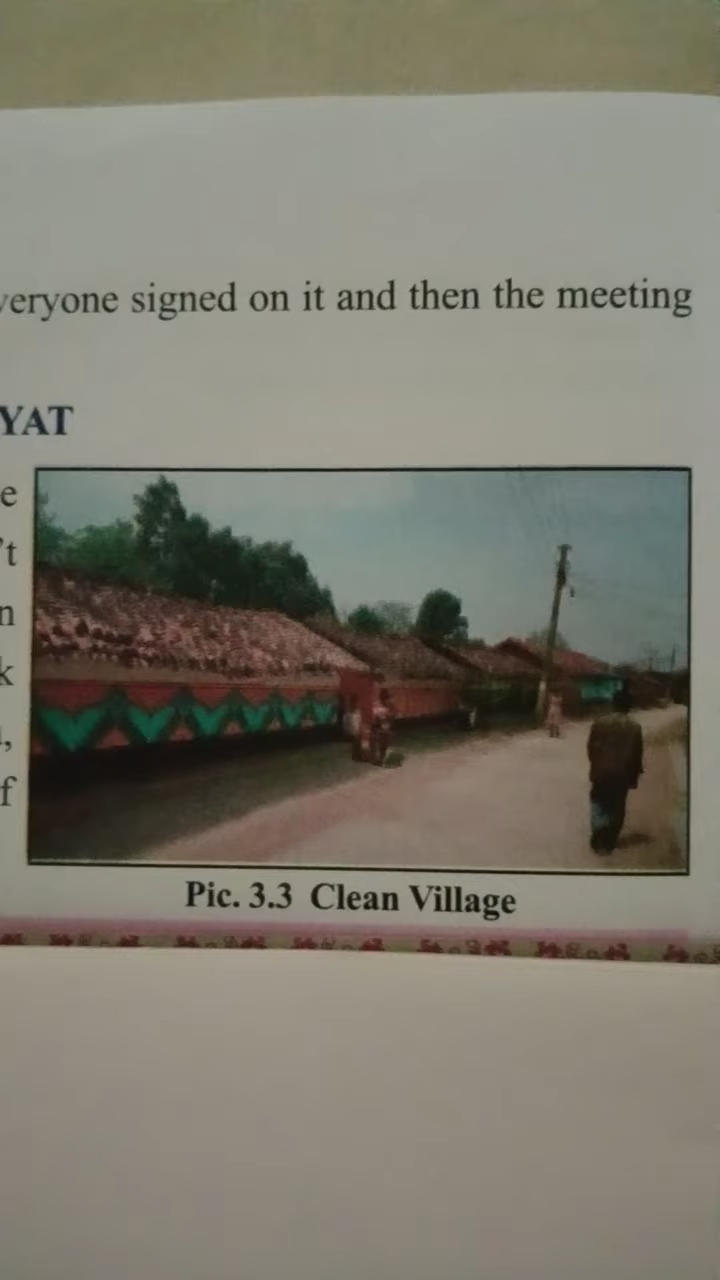 veryone signed on it and then the meeting
YAT
e
't
n
k
,
f
Pic. 3.3 Clean Village